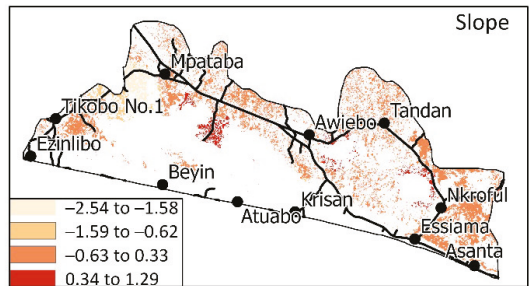 Slope
Mpataba
Tikobo No.1
Awiebo
Tandan
Ezinlibo
Beyin
Krisan
Nkroful
Atuabo
Essiama
Asanta
−2.54 to −1.58
−1.59 to −0.62
−0.63 to 0.33
0.34 to 1.29